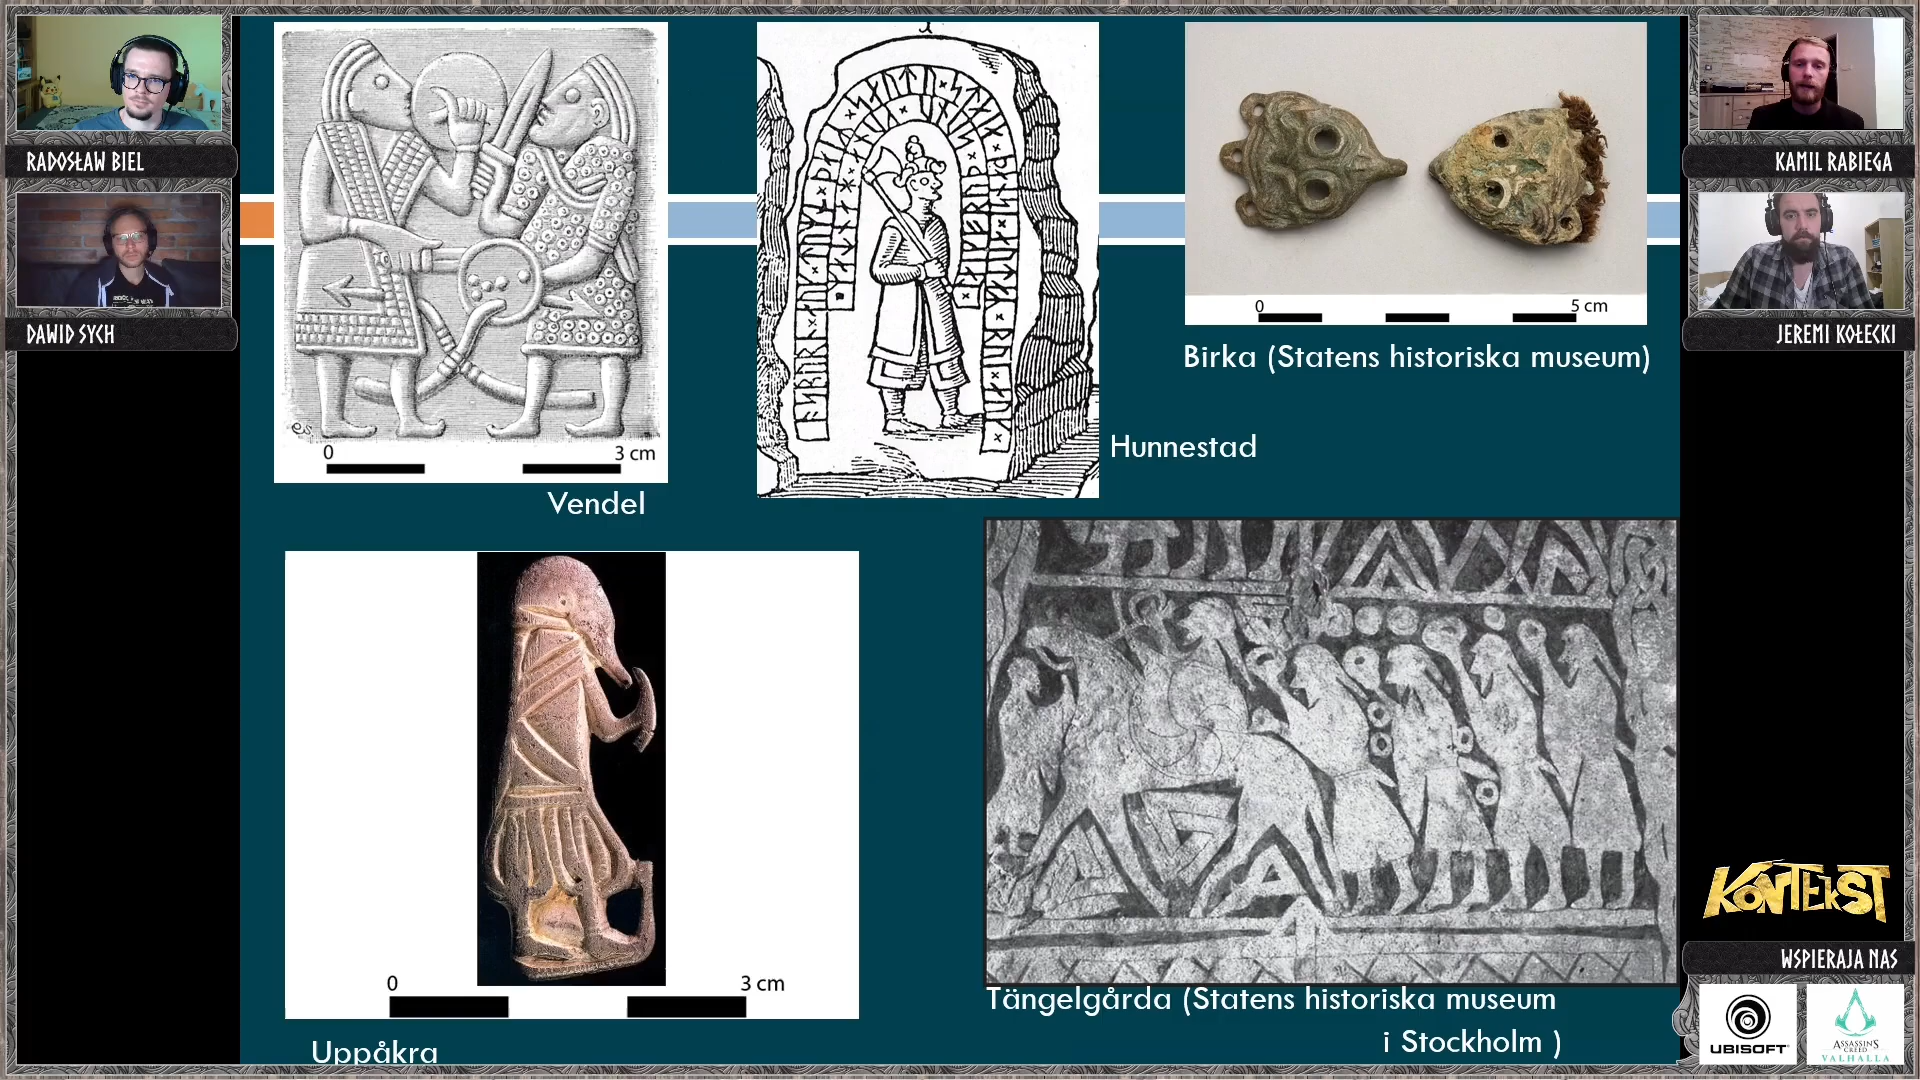 RADOSŁAW BIEL
DAWID SYCH
KAMIL RABIEGA
JEREMI KOŁECKI
0 3 cm
Vendel
Hunnestad
0 5 cm
Birka (Statens historiska museum)
0 3 cm
Uppåkra
Tängelgårda (Statens historiska museum
i Stockholm )
KONTEKST
WSPIERAJA NAS
UBISOFT
ASSASSIN'S
CREED
VALHALLA